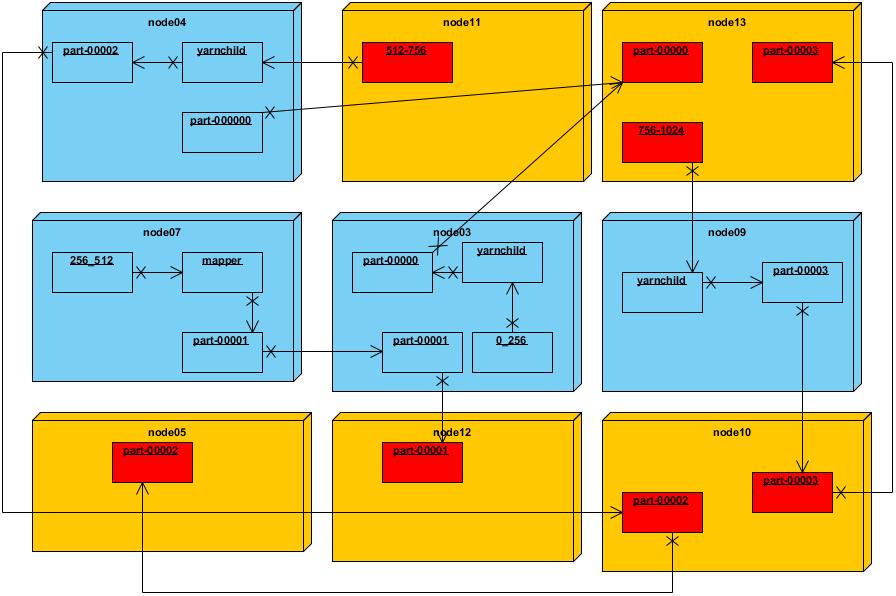 node04
part-00002
yarnchild
part-000000
node11
512-756
node13
part-00000
part-00003
756-1024
node07
256_512
mapper
part-00001
node03
part-00000
yarnchild
part-00001
0_256
node09
yarnchild
part-00003
node05
part-00002
node12
part-00001
node10
part-00002
part-00003